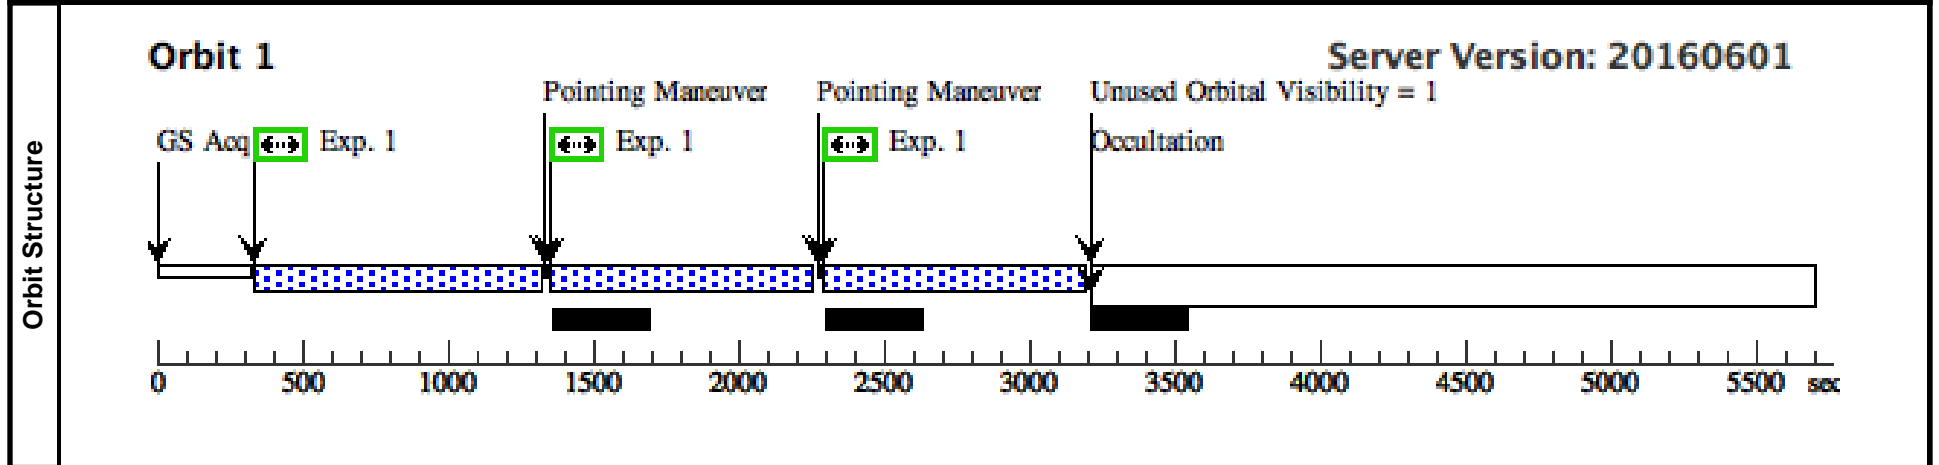 Orbit Structure
Orbit 1 Server Version: 20160601
Pointing Maneuver Pointing Maneuver Unused Orbital Visibility = 1
GS Acq Exp. 1 Exp. 1 Exp. 1 Occultation
0 500 1000 1500 2000 2500 3000 3500 4000 4500 5000 5500 sec